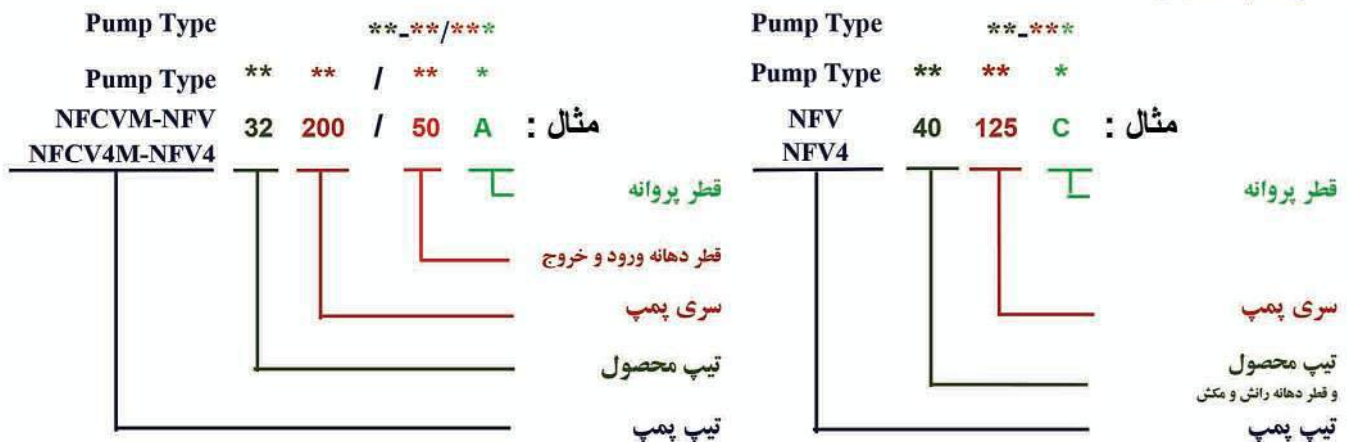 Pump Type **-**/***
Pump Type ** ** / ** *
NFCVM-NFV
NFCV4M-NFV4
32 200 / 50 A مثال :
قطر پروانه
قطر دهانه ورود و خروج
سری پمپ
تیپ محصول
تیپ پمپ
Pump Type **-***
Pump Type ** ** *
NFV
NFV4
40 125 C مثال :
قطر پروانه
سری پمپ
تیپ محصول
و قطر دهانه رانش و مکش
تیپ پمپ